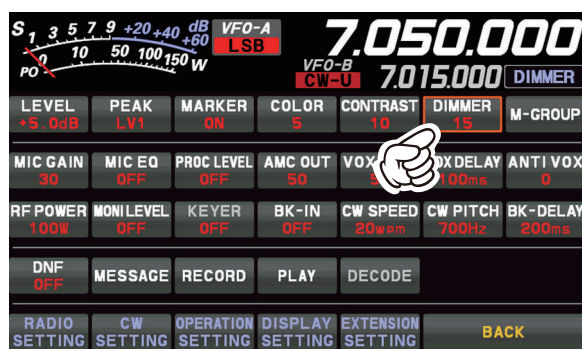 S 1 3 5 7 9 +20 +40 +60 dB VFO-A 7.050.000
LSB
PO 0 10 50 100 150 W VFO-B 7.015.000 DIMMER
CW-U
LEVEL PEAK MARKER COLOR CONTRAST DIMMER M-GROUP
+5.0dB LV1 ON 5 10 15
MIC GAIN MIC EQ PROC LEVEL AMC OUT VOX DELAY ANTI VOX
30 OFF OFF 50 100ms 0
RF POWER MONI LEVEL KEYER BK-IN CW SPEED CW PITCH BK-DELAY
100W OFF OFF OFF 20wpm 700Hz 200ms
DNF MESSAGE RECORD PLAY DECODE
OFF
RADIO CW OPERATION DISPLAY EXTENSION BACK
SETTING SETTING SETTING SETTING SETTING